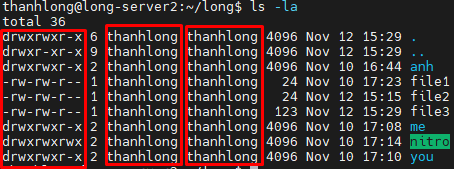 thanhlong@long-server2:~/long$ ls -la
total 36
drwxrwxr-x 6 thanhlong thanhlong 4096 Nov 12 15:29 .
drwxr-xr-x 9 thanhlong thanhlong 4096 Nov 12 15:29 ..
drwxrwxr-x 2 thanhlong thanhlong 4096 Nov 10 16:44 anh
-rw-rw-r-- 1 thanhlong thanhlong 24 Nov 10 17:23 file1
-rw-rw-r-- 1 thanhlong thanhlong 24 Nov 12 15:15 file2
-rw-rw-r-- 1 thanhlong thanhlong 123 Nov 12 15:29 file3
drwxrwxr-x 2 thanhlong thanhlong 4096 Nov 10 17:08 me
drwxrwxrwx 2 thanhlong thanhlong 4096 Nov 10 17:14 nitro
drwxrwxr-x 2 thanhlong thanhlong 4096 Nov 10 17:10 you